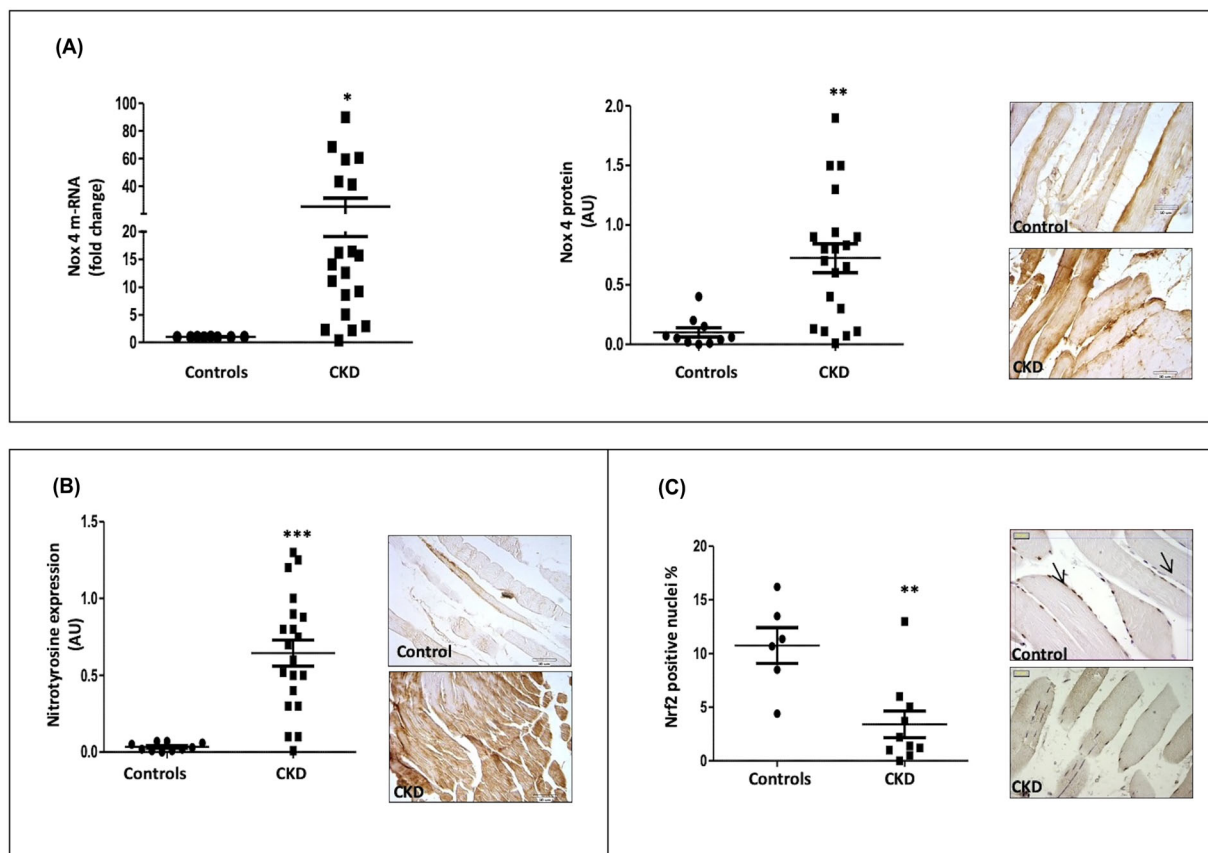 (A)
Nox 4 m-RNA
(fold change)
100
80
60
40
20
15
10
5
0
*
Controls
CKD
Nox 4 protein
(AU)
2.0
1.5
1.0
0.5
0.0
**
Controls
CKD
Control
CKD
(B)
Nitrotyrosine expression
(AU)
1.5
1.0
0.5
0.0
***
Controls
CKD
Control
CKD
(C)
Nrf2 positive nuclei %
20
15
10
5
0
**
Controls
CKD
Control
CKD